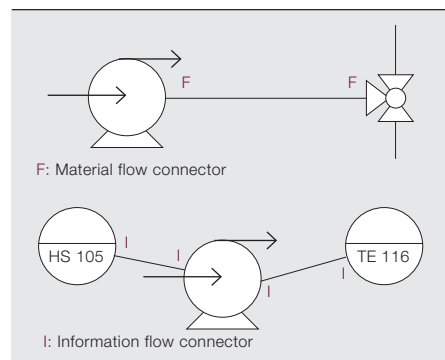 F F
F: Material flow connector
HS 105 I I I I TE 116
I: Information flow connector